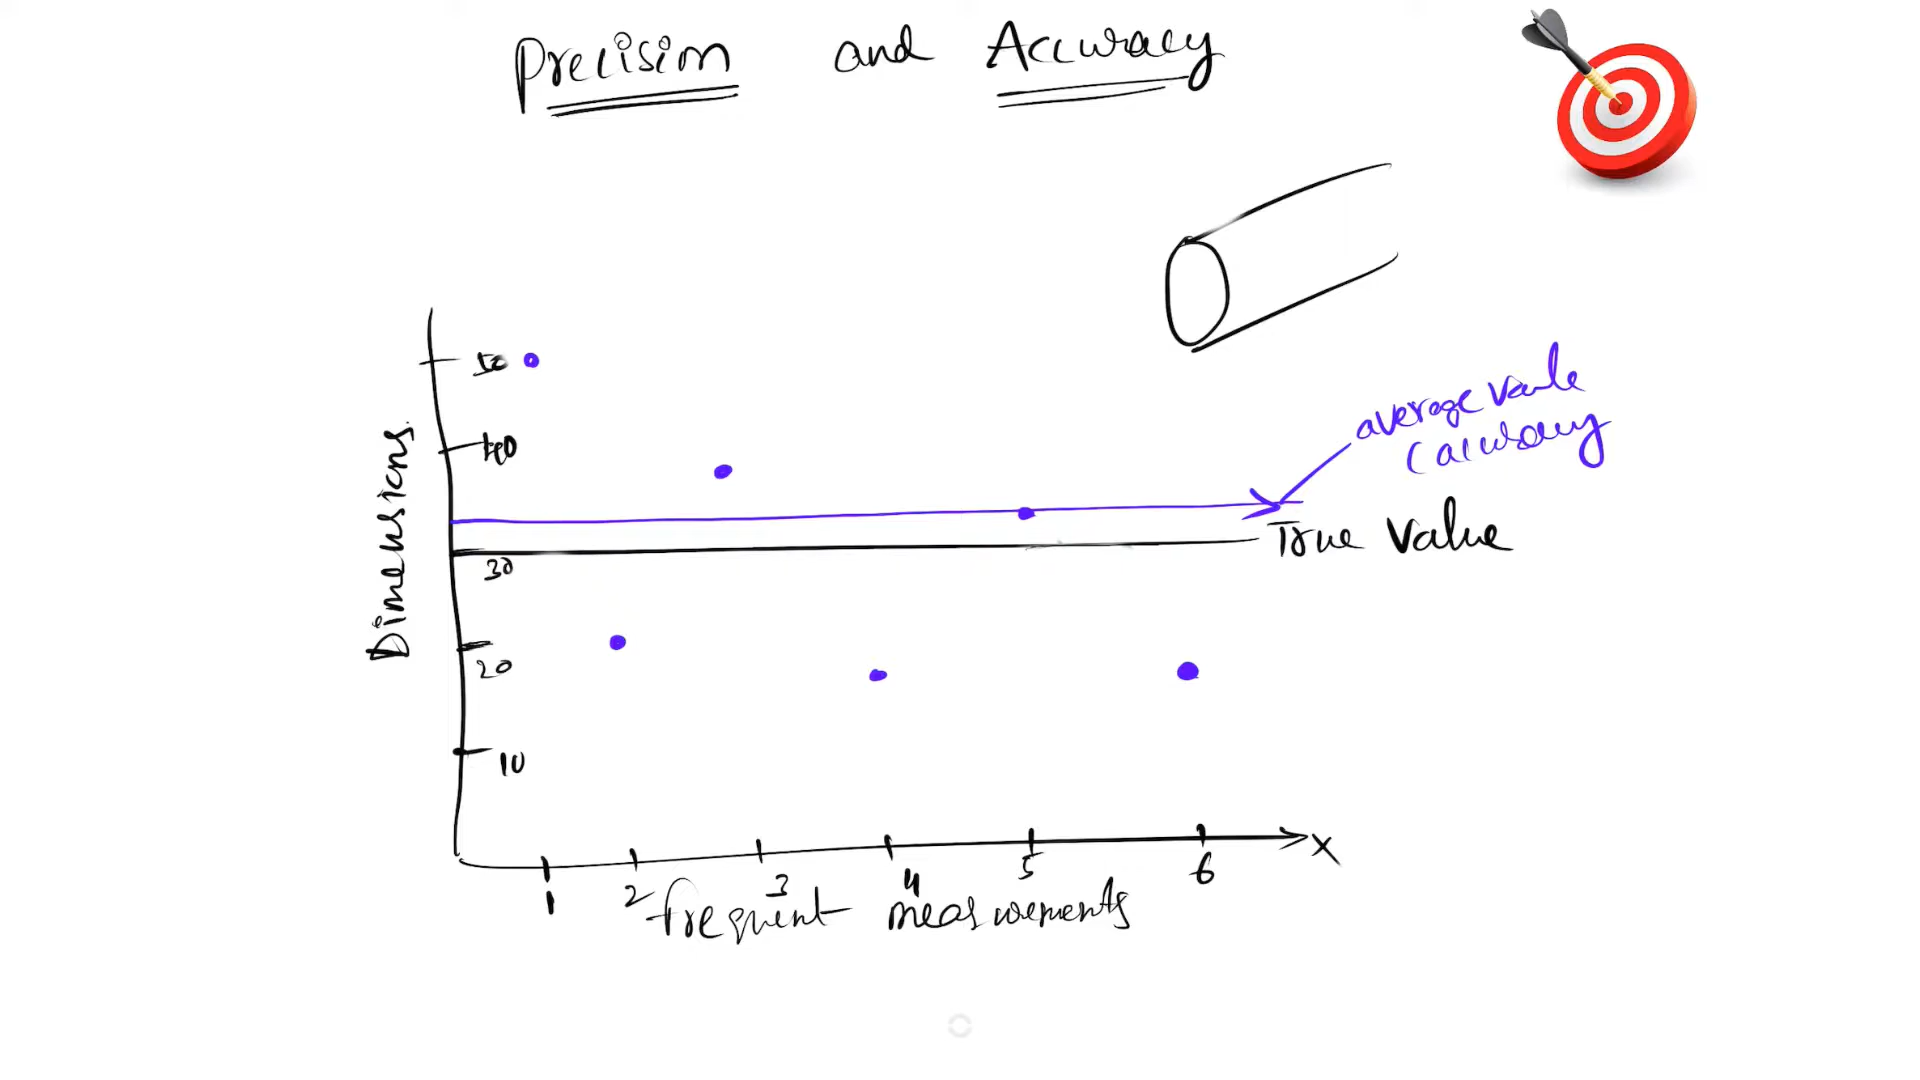 Precision and Accuracy
50
average value
(accuracy
40
True Value
30
Dimensions.
20
10
X
1 2 3 4 5 6
frequent measurements